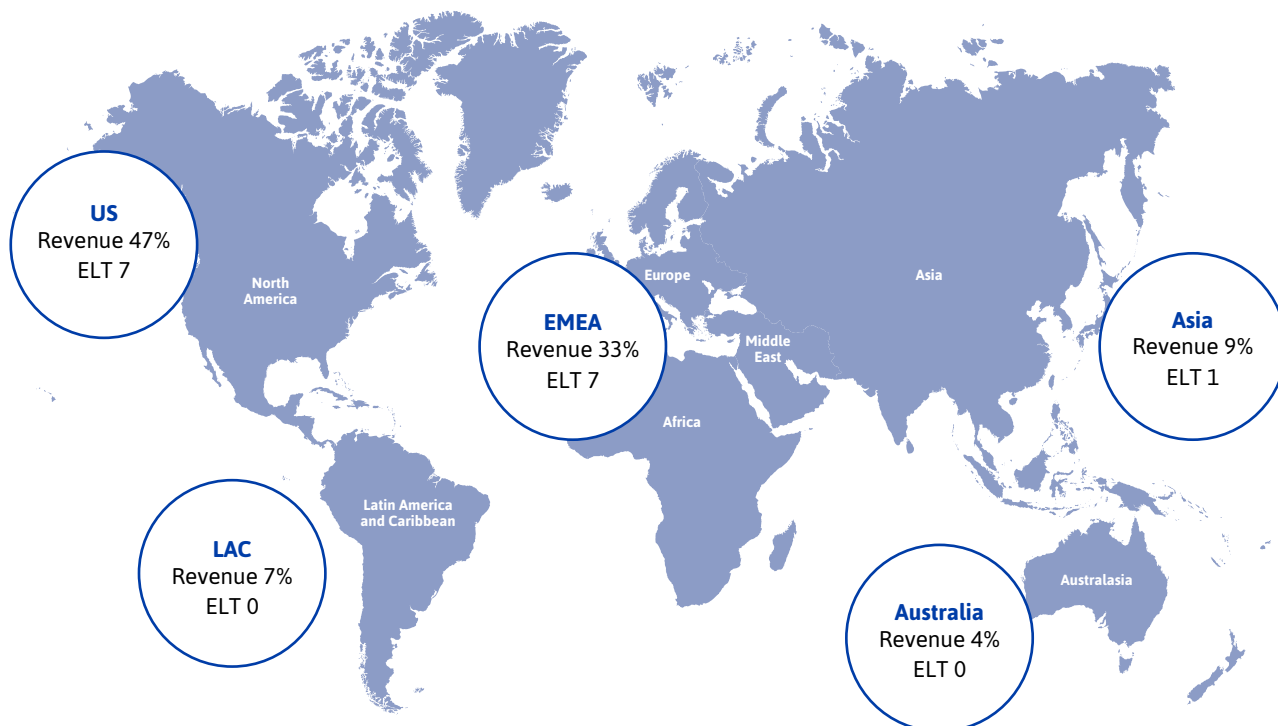 US
Revenue 47%
ELT 7
North
America
Europe
Asia
EMEA
Revenue 33%
ELT 7
Middle
East
Asia
Revenue 9%
ELT 1
Africa
Latin America
and Caribbean
LAC
Revenue 7%
ELT 0
Australasia
Australia
Revenue 4%
ELT 0